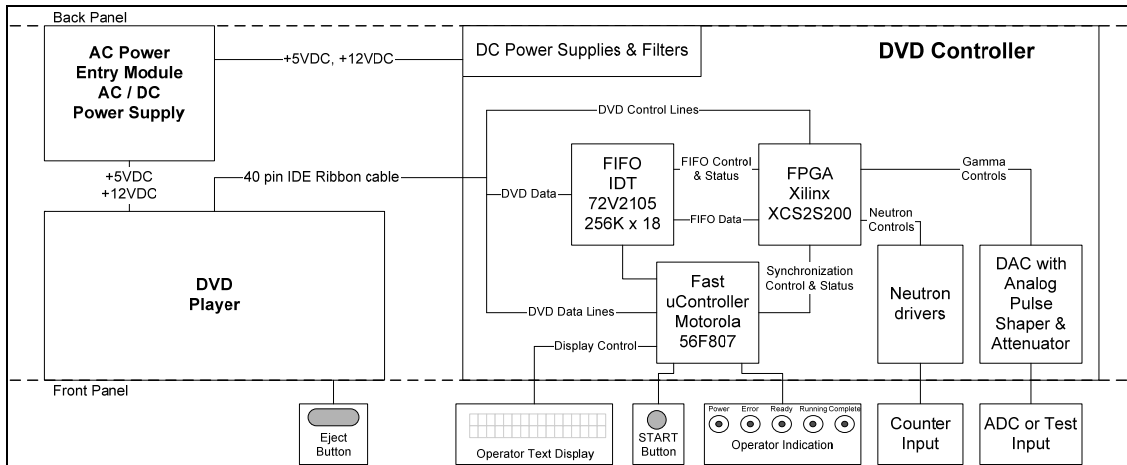 Back Panel
AC Power
Entry Module
AC / DC
Power Supply
+5VDC, +12VDC
DC Power Supplies & Filters
DVD Controller
+5VDC
+12VDC
40 pin IDE Ribbon cable
DVD Control Lines
DVD Data
FIFO
IDT
72V2105
256K x 18
FIFO Control
& Status
FIFO Data
FPGA
Xilinx
XCS2S200
Gamma
Controls
Neutron
Controls
DVD
Player
DVD Data Lines
Display Control
Fast
uController
Motorola
56F807
Synchronization
Control & Status
Neutron
drivers
DAC with
Analog
Pulse
Shaper &
Attenuator
Front Panel
Eject
Button
Operator Text Display
START
Button
Power Error Ready Running Complete
Operator Indication
Counter
Input
ADC or Test
Input